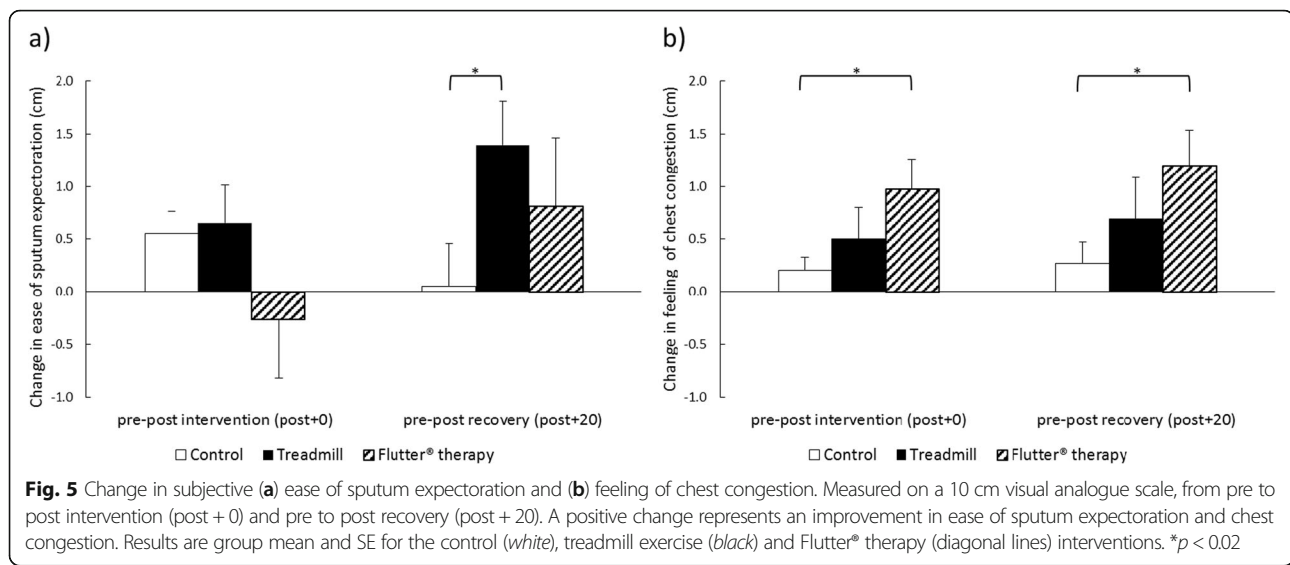 a)
b)
*
*
*
2.0
1.5
1.0
0.5
0.0
-0.5
-1.0
Change in ease of sputum expectoration (cm)
pre-post intervention (post+0)
pre-post recovery (post+20)
Control
Treadmill
Flutter® therapy
2.0
1.5
1.0
0.5
0.0
-0.5
-1.0
Change in feeling of chest congestion (cm)
pre-post intervention (post+0)
pre-post recovery (post+20)
Control
Treadmill
Flutter® therapy
Fig. 5 Change in subjective (a) ease of sputum expectoration and (b) feeling of chest congestion. Measured on a 10 cm visual analogue scale, from pre to
post intervention (post + 0) and pre to post recovery (post + 20). A positive change represents an improvement in ease of sputum expectoration and chest
congestion. Results are group mean and SE for the control (white), treadmill exercise (black) and Flutter® therapy (diagonal lines) interventions. *p < 0.02